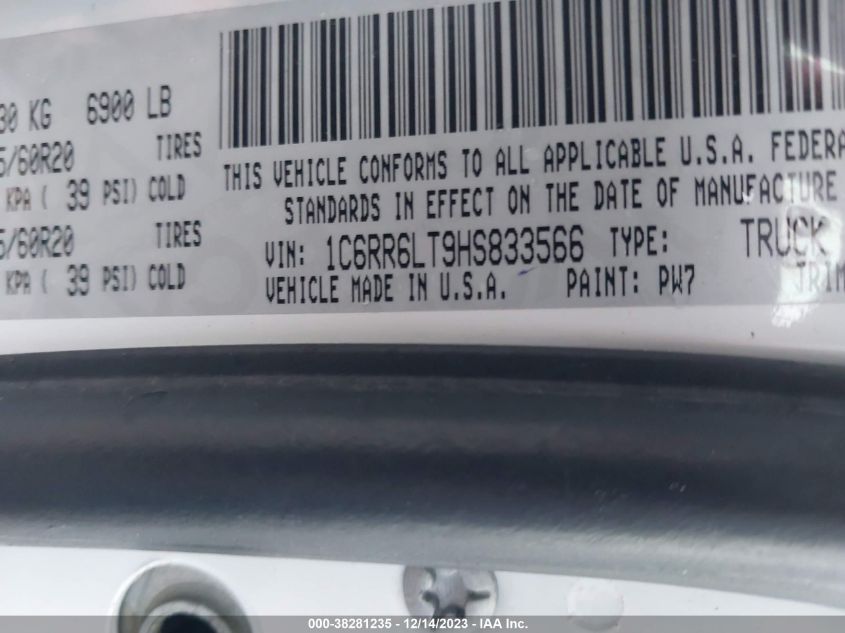 30 KG 6900 LB
5/60R20 TIRES
KPA ( 39 PSI) COLD
5/60R20 TIRES
KPA ( 39 PSI) COLD
THIS VEHICLE CONFORMS TO ALL APPLICABLE U.S.A. FEDERA
STANDARDS IN EFFECT ON THE DATE OF MANUFACTURE
VIN: 1C6RR6LT9HS833566 TYPE: TRUCK
VEHICLE MADE IN U.S.A. PAINT: PW7 TRIM
000-38281235 - 12/14/2023 - IAA Inc.